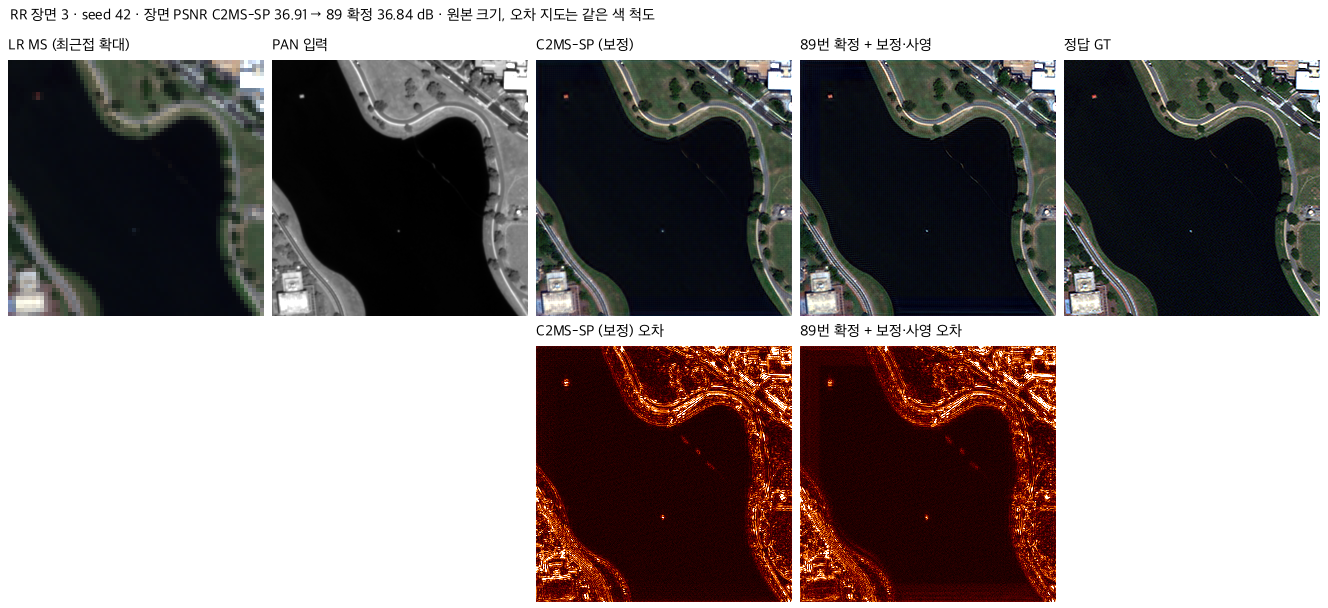 RR 장면 3 · seed 42 · 장면 PSNR C2MS-SP 36.91→ 89 확정 36.84 dB · 원본 크기, 오차 지도는 같은 색 척도
LR MS (최근접 확대)
PAN 입력
C2MS-SP (보정)
89번 확정 + 보정·사영
정답 GT
C2MS-SP (보정) 오차
89번 확정 + 보정·사영 오차